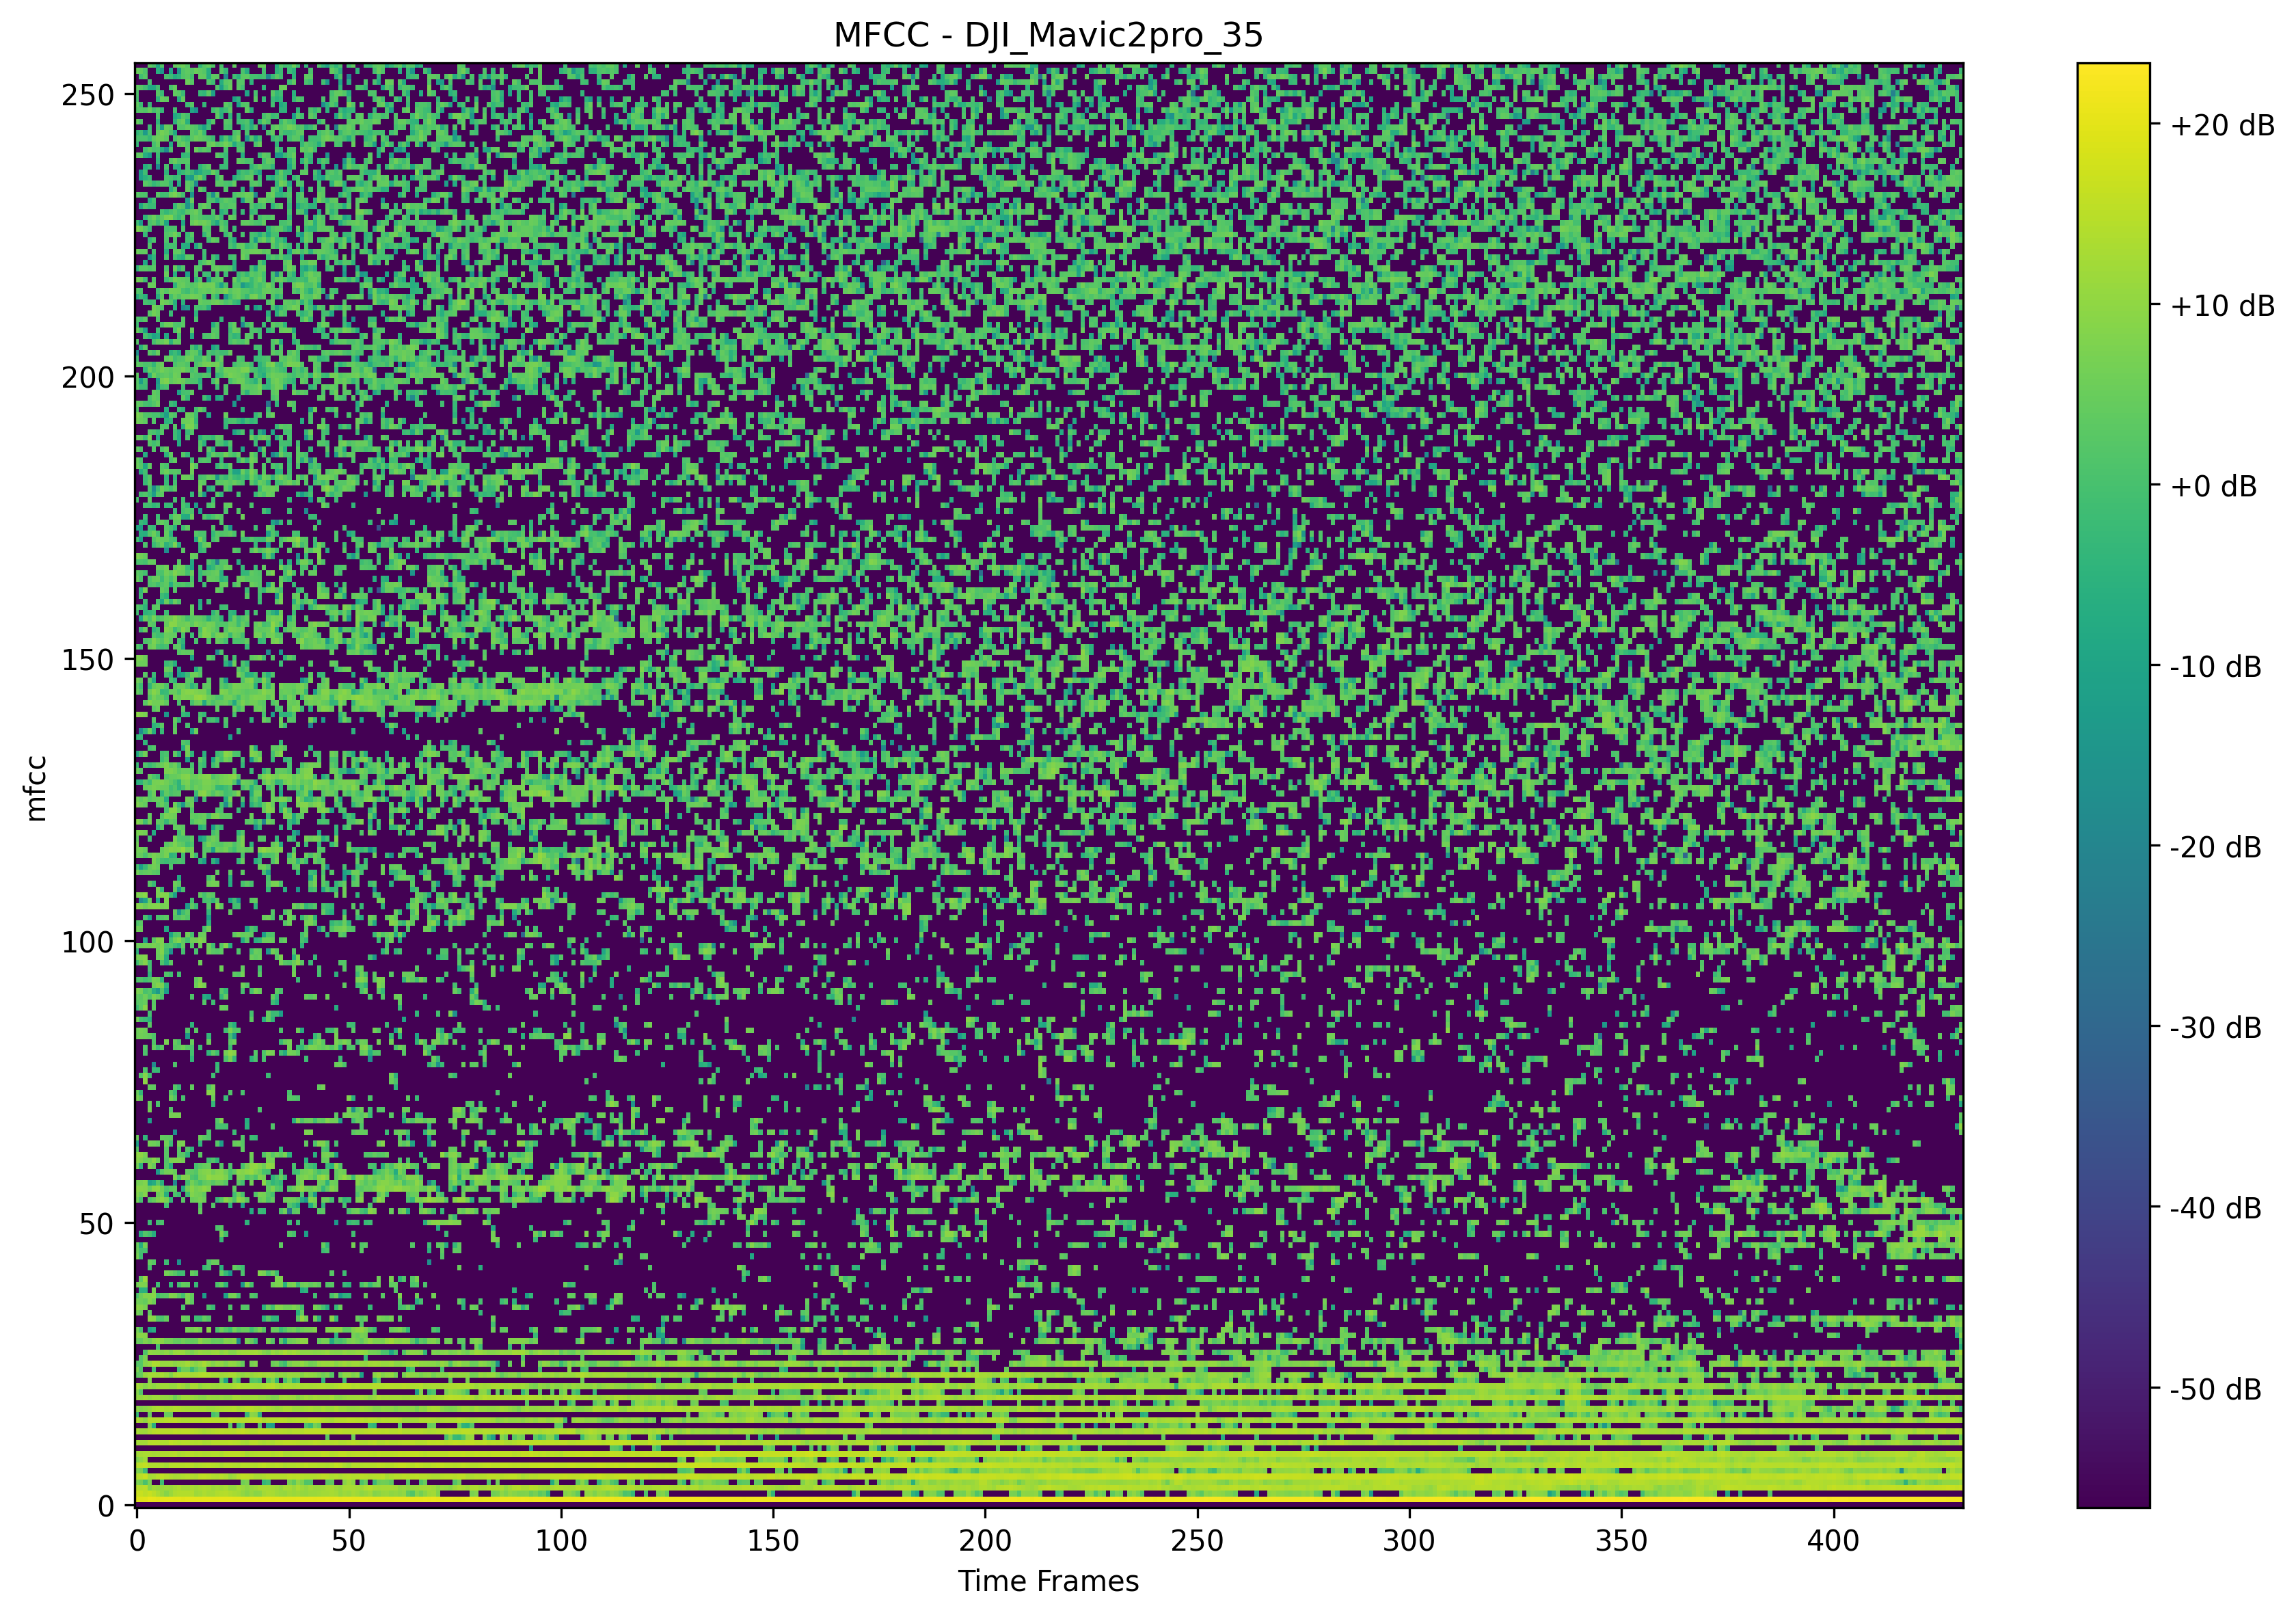 MFCC - DJI_Mavic2pro_35
250
200
150
100
50
0
mfcc
0 50 100 150 200 250 300 350 400
Time Frames
+20 dB
+10 dB
+0 dB
-10 dB
-20 dB
-30 dB
-40 dB
-50 dB